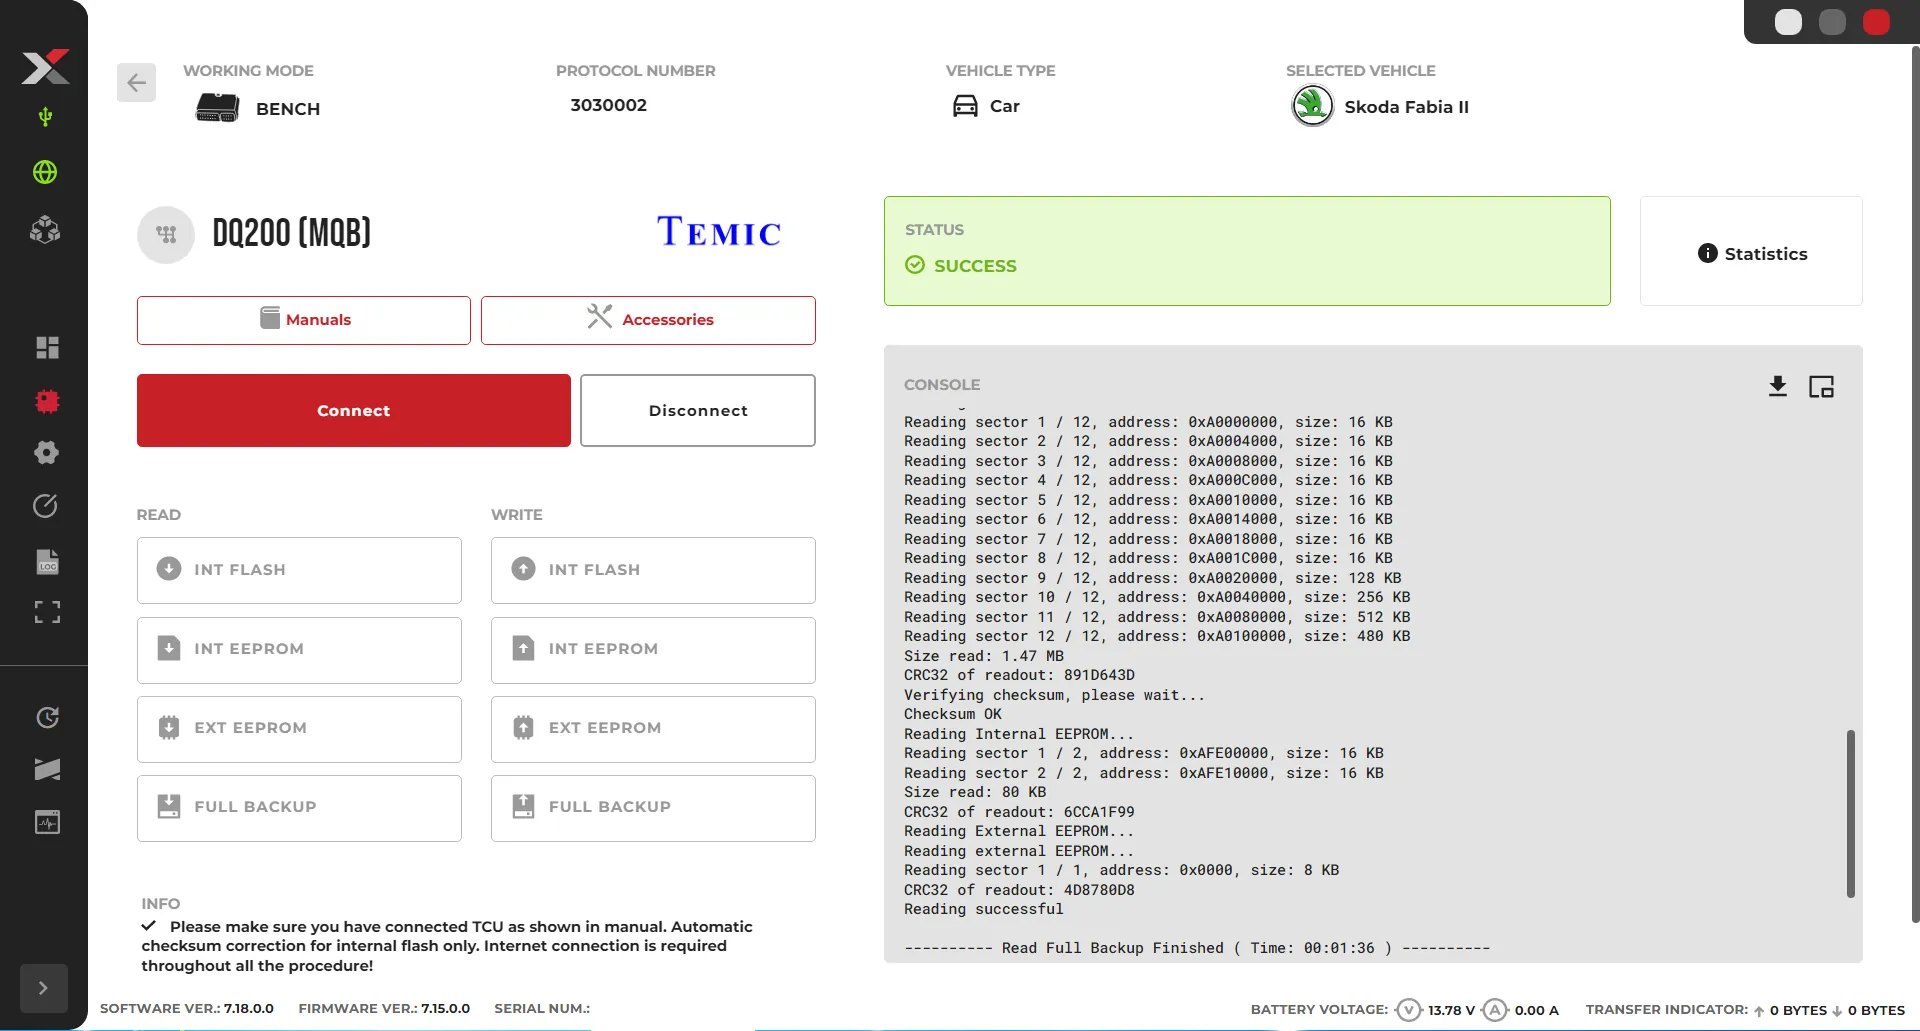 WORKING MODE
BENCH
PROTOCOL NUMBER
3030002
VEHICLE TYPE
Car
SELECTED VEHICLE
Skoda Fabia II
DQ200 (MQB)
TEMIC
Manuals
Accessories
Connect
Disconnect
READ
WRITE
INT FLASH
INT FLASH
INT EEPROM
INT EEPROM
EXT EEPROM
EXT EEPROM
FULL BACKUP
FULL BACKUP
INFO
Please make sure you have connected TCU as shown in manual. Automatic
checksum correction for internal flash only. Internet connection is required
throughout all the procedure!
STATUS
SUCCESS
Statistics
CONSOLE
Reading sector 1 / 12, address: 0xA0000000, size: 16 KB
Reading sector 2 / 12, address: 0xA0004000, size: 16 KB
Reading sector 3 / 12, address: 0xA0008000, size: 16 KB
Reading sector 4 / 12, address: 0xA000C000, size: 16 KB
Reading sector 5 / 12, address: 0xA0010000, size: 16 KB
Reading sector 6 / 12, address: 0xA0014000, size: 16 KB
Reading sector 7 / 12, address: 0xA0018000, size: 16 KB
Reading sector 8 / 12, address: 0xA001C000, size: 16 KB
Reading sector 9 / 12, address: 0xA0020000, size: 128 KB
Reading sector 10 / 12, address: 0xA0040000, size: 256 KB
Reading sector 11 / 12, address: 0xA0080000, size: 512 KB
Reading sector 12 / 12, address: 0xA0100000, size: 480 KB
Size read: 1.47 MB
CRC32 of readout: 891D643D
Verifying checksum, please wait...
Checksum OK
Reading Internal EEPROM...
Reading sector 1 / 2, address: 0xAFE00000, size: 16 KB
Reading sector 2 / 2, address: 0xAFE10000, size: 16 KB
Size read: 80 KB
CRC32 of readout: 6CCA1F99
Reading External EEPROM...
Reading external EEPROM...
Reading sector 1 / 1, address: 0x0000, size: 8 KB
CRC32 of readout: 4D8780D8
Reading successful
---------- Read Full Backup Finished ( Time: 00:01:36 ) ----------
LOG
SOFTWARE VER.: 7.18.0.0
FIRMWARE VER.: 7.15.0.0
SERIAL NUM.:
BATTERY VOLTAGE: V 13.78 V A 0.00 A
TRANSFER INDICATOR: 0 BYTES 0 BYTES